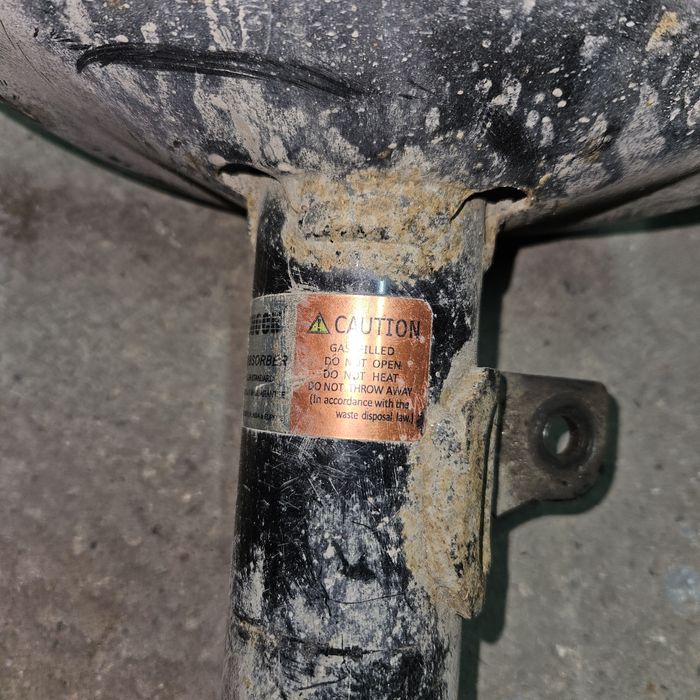 ABSORBER
CAUTION
GAS FILLED
DO NOT OPEN
DO NOT HEAT
DO NOT THROW AWAY
(In accordance with the
waste disposal law.)